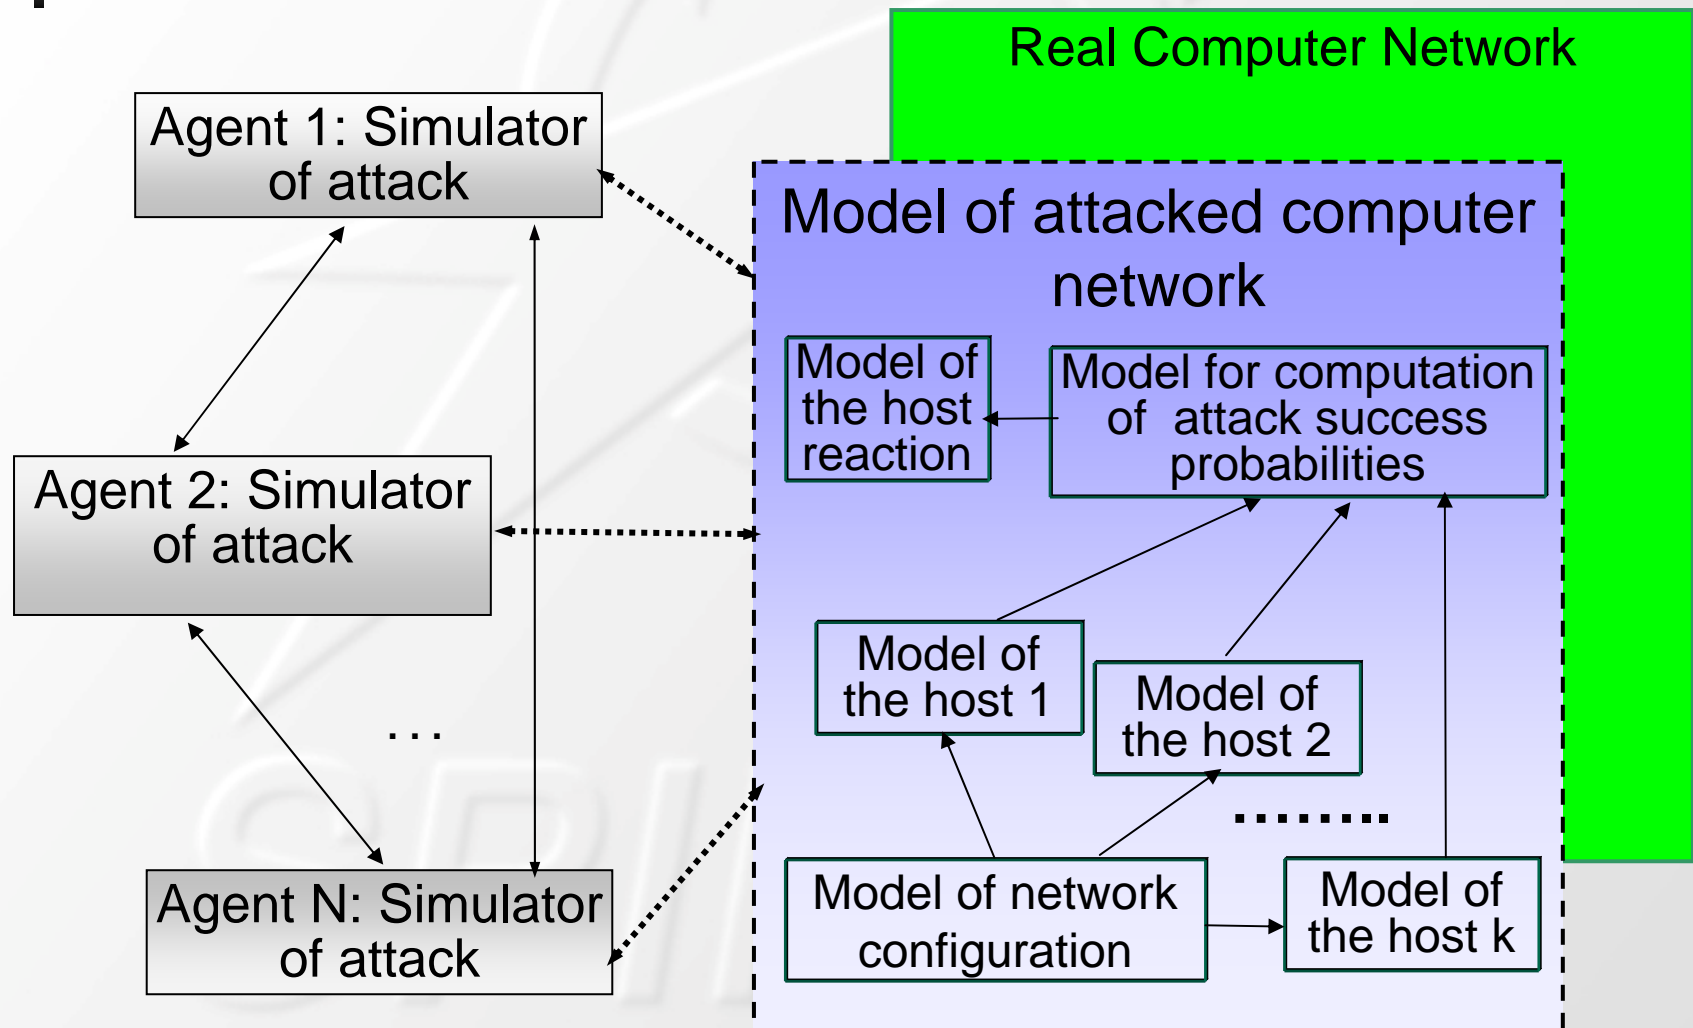 Real Computer Network
Agent 1: Simulator
of attack
Model of attacked computer
network
Model of
the host
reaction
Model for computation
of attack success
probabilities
Agent 2: Simulator
of attack
Model of
the host 1
Model of
the host 2
...
........
Agent N: Simulator
of attack
Model of network
configuration
Model of
the host k